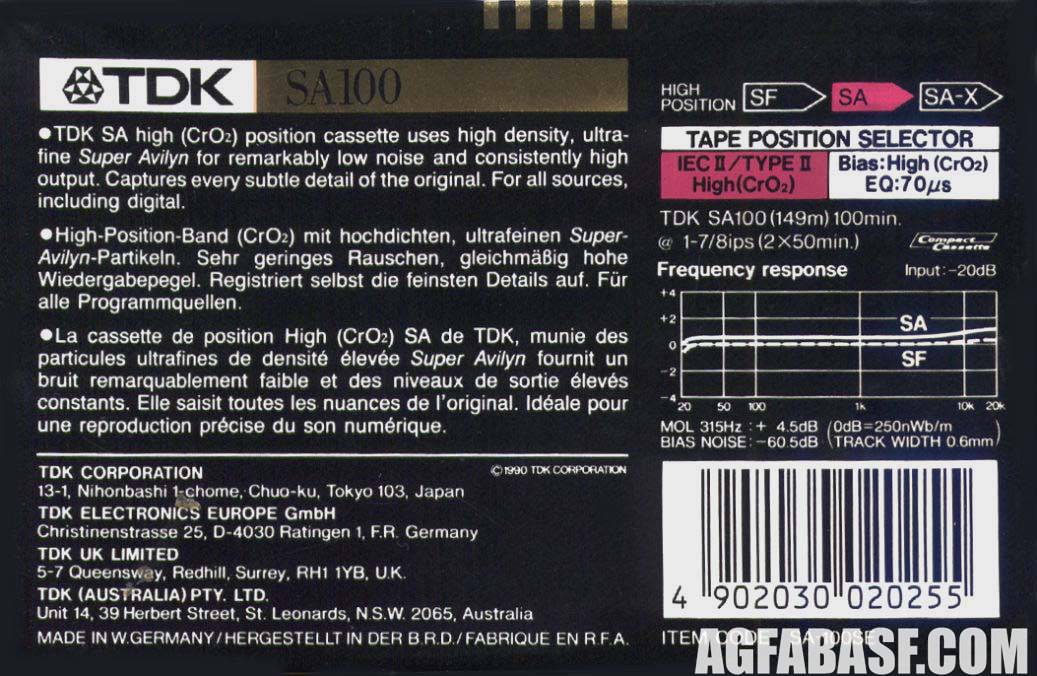 TDK SA100
●TDK SA high (CrO₂) position cassette uses high density, ultra-
fine Super Avilyn for remarkably low noise and consistently high
output. Captures every subtle detail of the original. For all sources,
including digital.
●High-Position-Band (CrO₂) mit hochdichten, ultrafeinen Super-
Avilyn-Partikeln. Sehr geringes Rauschen, gleichmäßig hohe
Wiedergabepegel. Registriert selbst die feinsten Details auf. Für
alle Programmquellen.
●La cassette de position High (CrO₂) SA de TDK, munie des
particules ultrafines de densité élevée Super Avilyn fournit un
bruit remarquablement faible et des niveaux de sortie élevés
constants. Elle saisit toutes les nuances de l'original. Idéale pour
une reproduction précise du son numérique.
©1990 TDK CORPORATION
TDK CORPORATION
13-1, Nihonbashi 1-chome, Chuo-ku, Tokyo 103, Japan
TDK ELECTRONICS EUROPE GmbH
Christinenstrasse 25, D-4030 Ratingen 1, F.R. Germany
TDK UK LIMITED
5-7 Queensway, Redhill, Surrey, RH1 1YB, U.K.
TDK (AUSTRALIA) PTY. LTD.
Unit 14, 39 Herbert Street, St. Leonards, N.S.W. 2065, Australia
MADE IN W.GERMANY/HERGESTELLT IN DER B.R.D./FABRIQUE EN R.F.A.
HIGH
POSITION SF SA SA-X
TAPE POSITION SELECTOR
IEC II/TYPE II
High(CrO₂)
Bias:High (CrO₂)
EQ:70μs
TDK SA100 (149m) 100min.
@ 1-7/8ips (2×50min.)
Compact Cassette
Frequency response Input:-20dB
+4
+2
0
-2
-4
SA
SF
20 50 100 1k 10k 20k
MOL 315Hz :+ 4.5dB (0dB=250nWb/m
BIAS NOISE:-60.5dB (TRACK WIDTH 0.6mm)
4 902030 020255
ITEM CODE SA-100SE
AGFABASF.COM